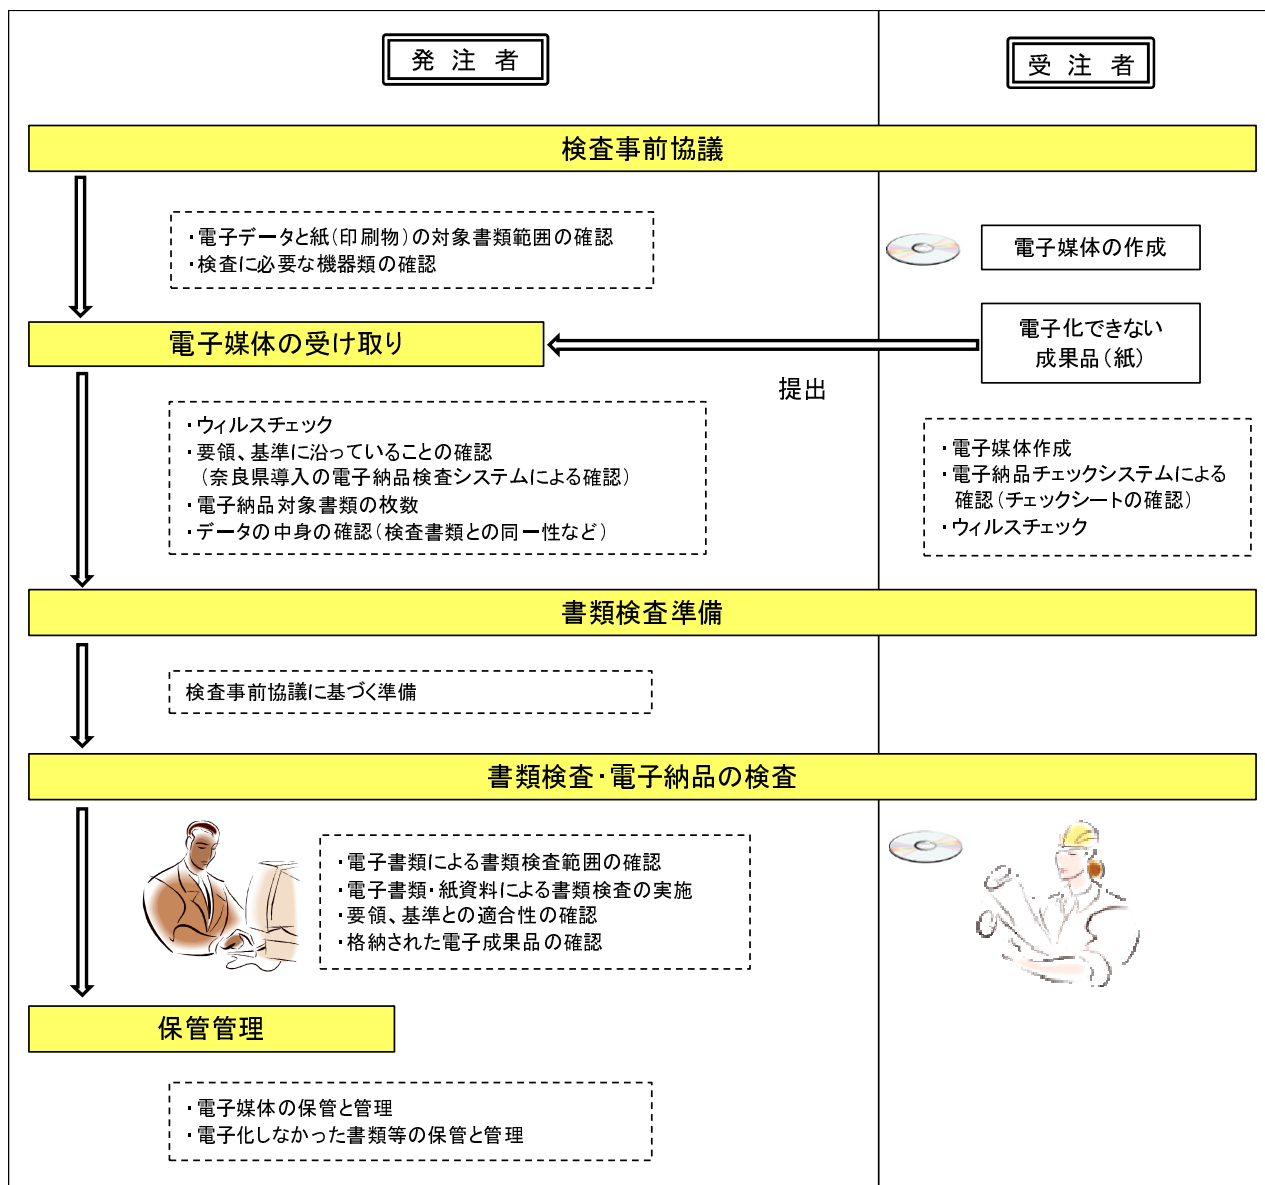 発注者
受注者
検査事前協議
・電子データと紙(印刷物)の対象書類範囲の確認
・検査に必要な機器類の確認
電子媒体の作成
電子媒体の受け取り
電子化できない
成果品(紙)
提出
・ウィルスチェック
・要領、基準に沿っていることの確認
(奈良県導入の電子納品検査システムによる確認)
・電子納品対象書類の枚数
・データの中身の確認(検査書類との同一性など)
・電子媒体作成
・電子納品チェックシステムによる
確認(チェックシートの確認)
・ウィルスチェック
書類検査準備
検査事前協議に基づく準備
書類検査・電子納品の検査
・電子書類による書類検査範囲の確認
・電子書類・紙資料による書類検査の実施
・要領、基準との適合性の確認
・格納された電子成果品の確認
保管管理
・電子媒体の保管と管理
・電子化しなかった書類等の保管と管理